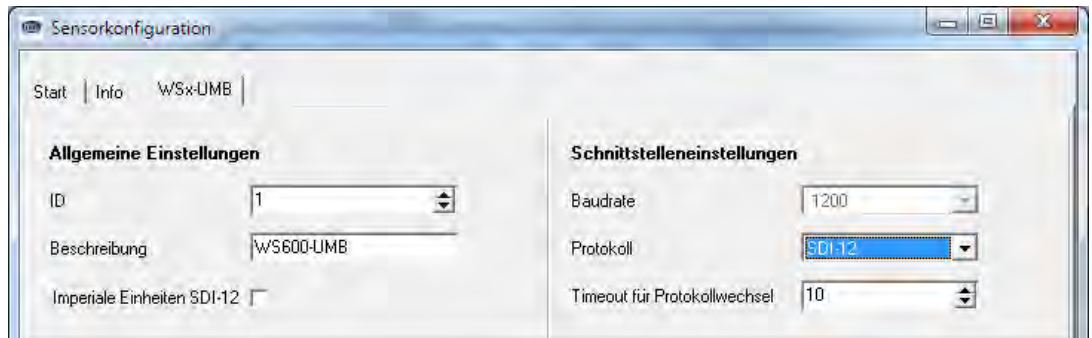 Sensorkonfiguration
Start | Info WSx-UMB
Allgemeine Einstellungen
ID 1
Beschreibung WS600-UMB
Imperiale Einheiten SDI-12
Schnittstelleneinstellungen
Baudrate 1200
Protokoll SDI-12
Timeout für Protokollwechsel 10